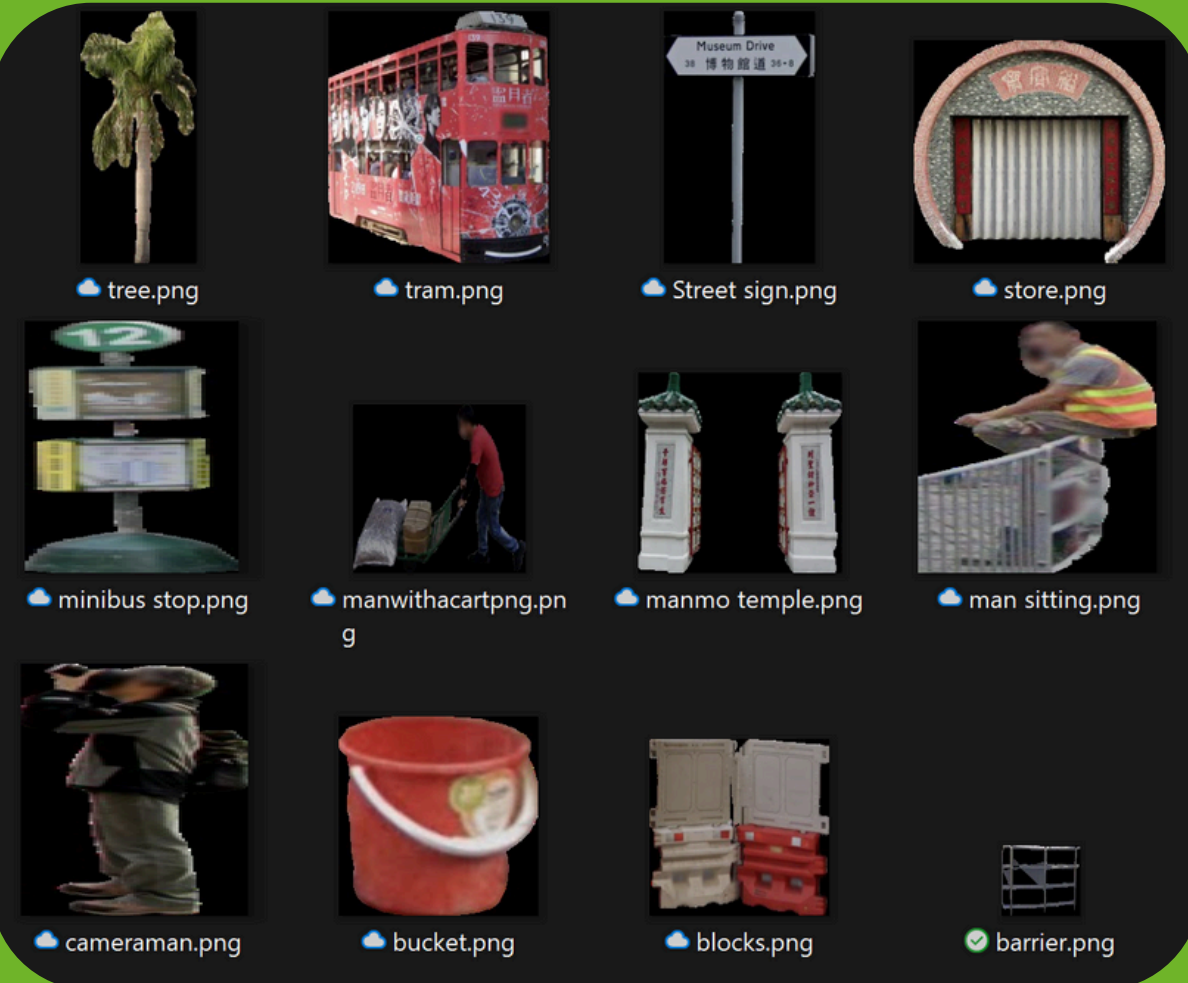 139
Museum Drive
38 博物館道 36-8
tree.png
tram.png
Street sign.png
store.png
12
minibus stop.png
manwithacartpng.pn
g
manmo temple.png
man sitting.png
cameraman.png
bucket.png
blocks.png
barrier.png